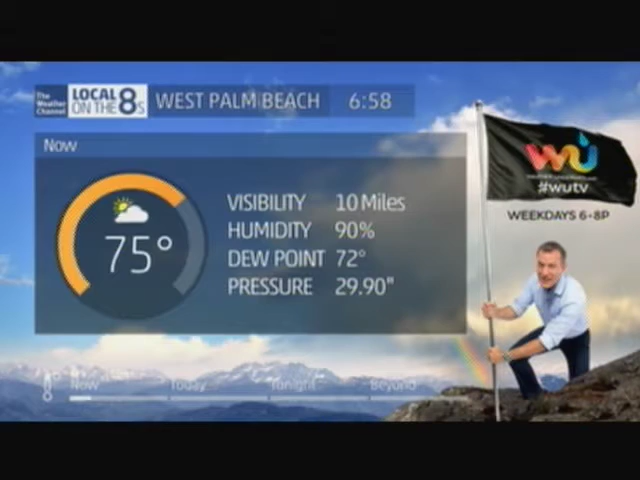 The
Weather
Channel
LOCAL
ON THE 8s
WEST PALM BEACH 6:58
Now
75°
VISIBILITY 10 Miles
HUMIDITY 90%
DEW POINT 72°
PRESSURE 29.90"
WU
#wutv
WEEKDAYS 6-8P
Now Today Tonight Beyond